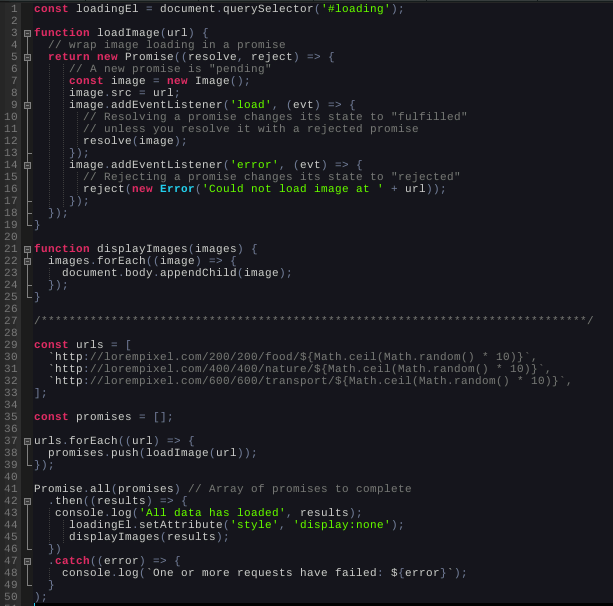 1 const loadingEl = document.querySelector('#loading');
2
3 function loadImage(url) {
4   // wrap image loading in a promise
5   return new Promise((resolve, reject) => {
6      // A new promise is "pending"
7      const image = new Image();
8      image.src = url;
9      image.addEventListener('load', (evt) => {
10        // Resolving a promise changes its state to "fulfilled"
11        // unless you resolve it with a rejected promise
12        resolve(image);
13      });
14      image.addEventListener('error', (evt) => {
15        // Rejecting a promise changes its state to "rejected"
16        reject(new Error('Could not load image at ' + url));
17      });
18   });
19 }
20
21 function displayImages(images) {
22   images.forEach((image) => {
23     document.body.appendChild(image);
24   });
25 }
26
27 /******************************************************************************/
28
29 const urls = [
30   `http://lorempixel.com/200/200/food/${Math.ceil(Math.random() * 10)}`,
31   `http://lorempixel.com/400/400/nature/${Math.ceil(Math.random() * 10)}`,
32   `http://lorempixel.com/600/600/transport/${Math.ceil(Math.random() * 10)}`,
33 ];
34
35 const promises = [];
36
37 urls.forEach((url) => {
38   promises.push(loadImage(url));
39 });
40
41 Promise.all(promises) // Array of promises to complete
42   .then((results) => {
43    console.log('All data has loaded', results);
44      loadingEl.setAttribute('style', 'display:none');
45      displayImages(results);
46   })
47   .catch((error) => {
48     console.log(`One or more requests have failed: ${error}`);
49   }
50 );